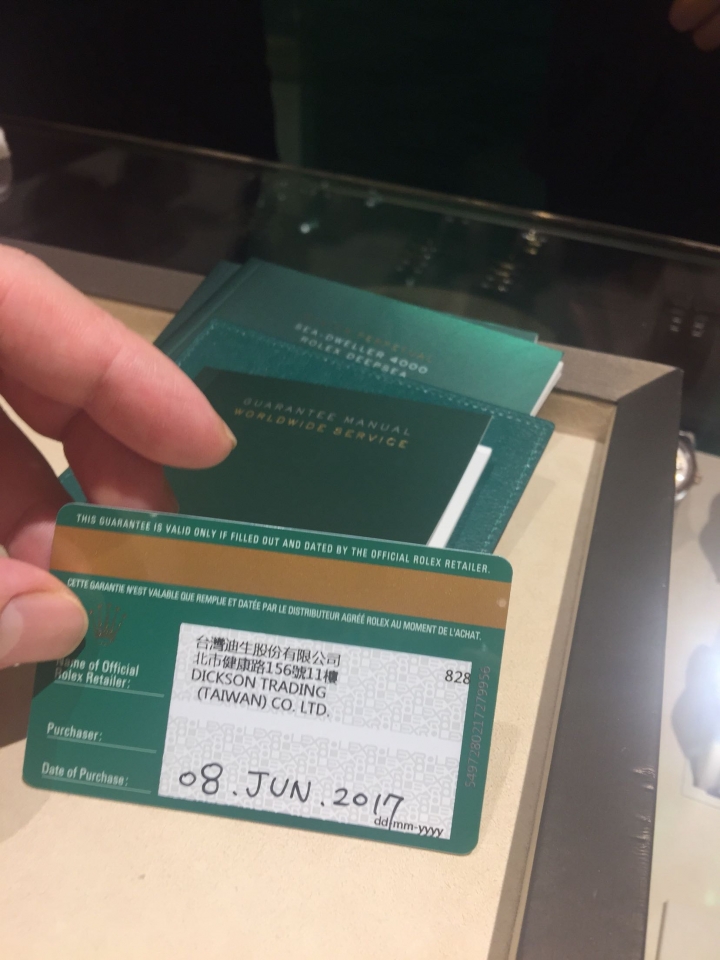 SEA-DWELLER 4000
ROLEX DEEPSEA
GUARANTEE MANUAL
WORLDWIDE SERVICE
THIS GUARANTEE IS VALID ONLY IF FILLED OUT AND DATED BY THE OFFICIAL ROLEX RETAILER.
CETTE GARANTIE N'EST VALABLE QUE REMPLIE ET DATÉE PAR LE DISTRIBUTEUR AGRÉÉ ROLEX AU MOMENT DE L'ACHAT.
Name of Official
Rolex Retailer:
台灣迪生股份有限公司
北市健康路156號11樓
DICKSON TRADING
(TAIWAN) CO. LTD.
828
Purchaser:
Date of Purchase:
08. JUN. 2017
dd-mm-yyyy